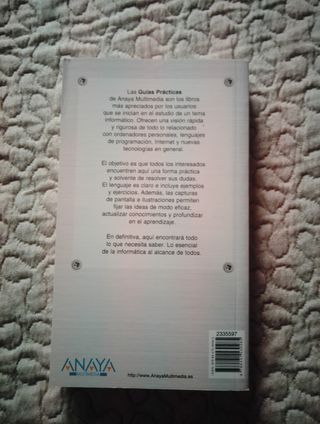 Las Guías Prácticas
de Anaya Multimedia son los libros
más apreciados por los usuarios
que se inician en el estudio de un tema
informático. Ofrecen una visión rápida
y rigurosa de todo lo relacionado
con ordenadores personales, lenguajes
de programación, Internet y nuevas
tecnologías en general.
El objetivo es que todos los interesados
encuentren aquí una forma práctica
y solvente de resolver sus dudas.
El lenguaje es claro e incluye ejemplos
y ejercicios. Además, las capturas
de pantalla e ilustraciones permiten
fijar las ideas de modo eficaz,
actualizar conocimientos y profundizar
en el aprendizaje.
En definitiva, aquí encontrará todo
lo que necesita saber. Lo esencial
de la informática al alcance de todos.
2335597
ANAYA
MULTIMEDIA
http://www.AnayaMultimedia.es